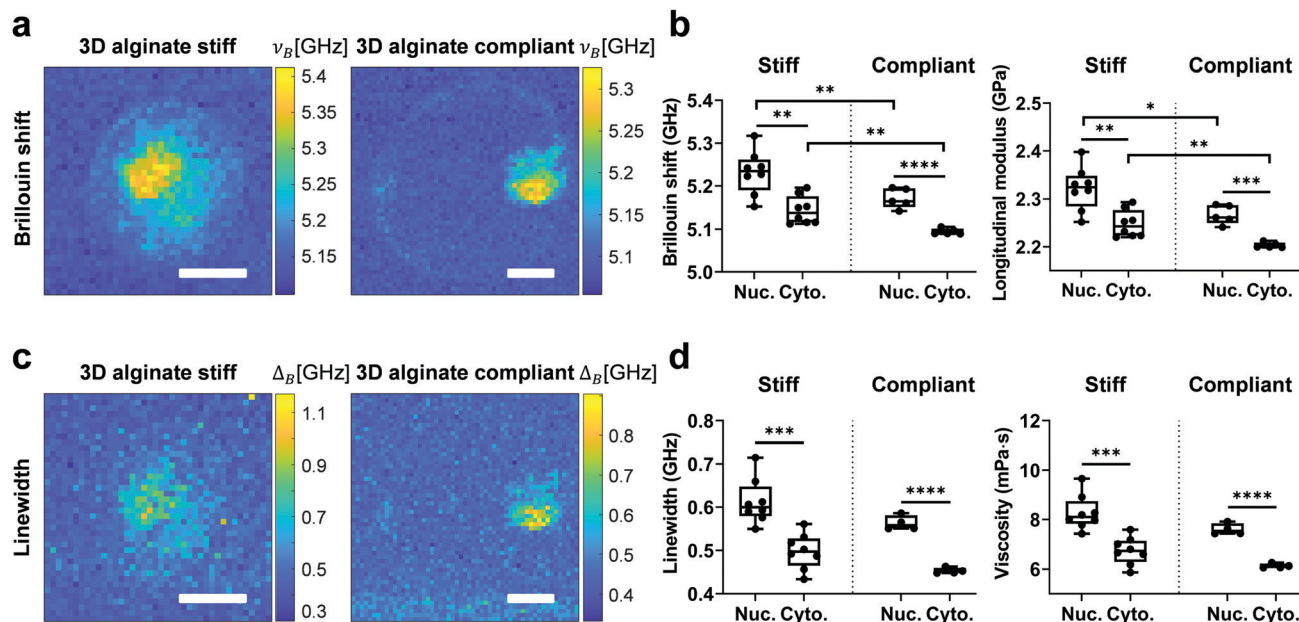 a
3D alginate stiff
νB[GHz]
3D alginate compliant
νB[GHz]
Brillouin shift
5.4
5.35
5.3
5.25
5.2
5.15
5.3
5.25
5.2
5.15
5.1
b
Stiff
Compliant
Brillouin shift (GHz)
5.4
5.3
5.2
5.1
5.0
**
**
**
****
Nuc. Cyto.
Nuc. Cyto.
Stiff
Compliant
Longitudinal modulus (GPa)
2.5
2.4
2.3
2.2
*
**
**
***
Nuc. Cyto.
Nuc. Cyto.
c
3D alginate stiff
ΔB[GHz]
3D alginate compliant
ΔB[GHz]
Linewidth
1.1
0.9
0.7
0.5
0.3
0.8
0.7
0.6
0.5
0.4
d
Stiff
Compliant
Linewidth (GHz)
0.8
0.7
0.6
0.5
0.4
***
****
Nuc. Cyto.
Nuc. Cyto.
Stiff
Compliant
Viscosity (mPa·s)
12
10
8
6
***
****
Nuc. Cyto.
Nuc. Cyto.